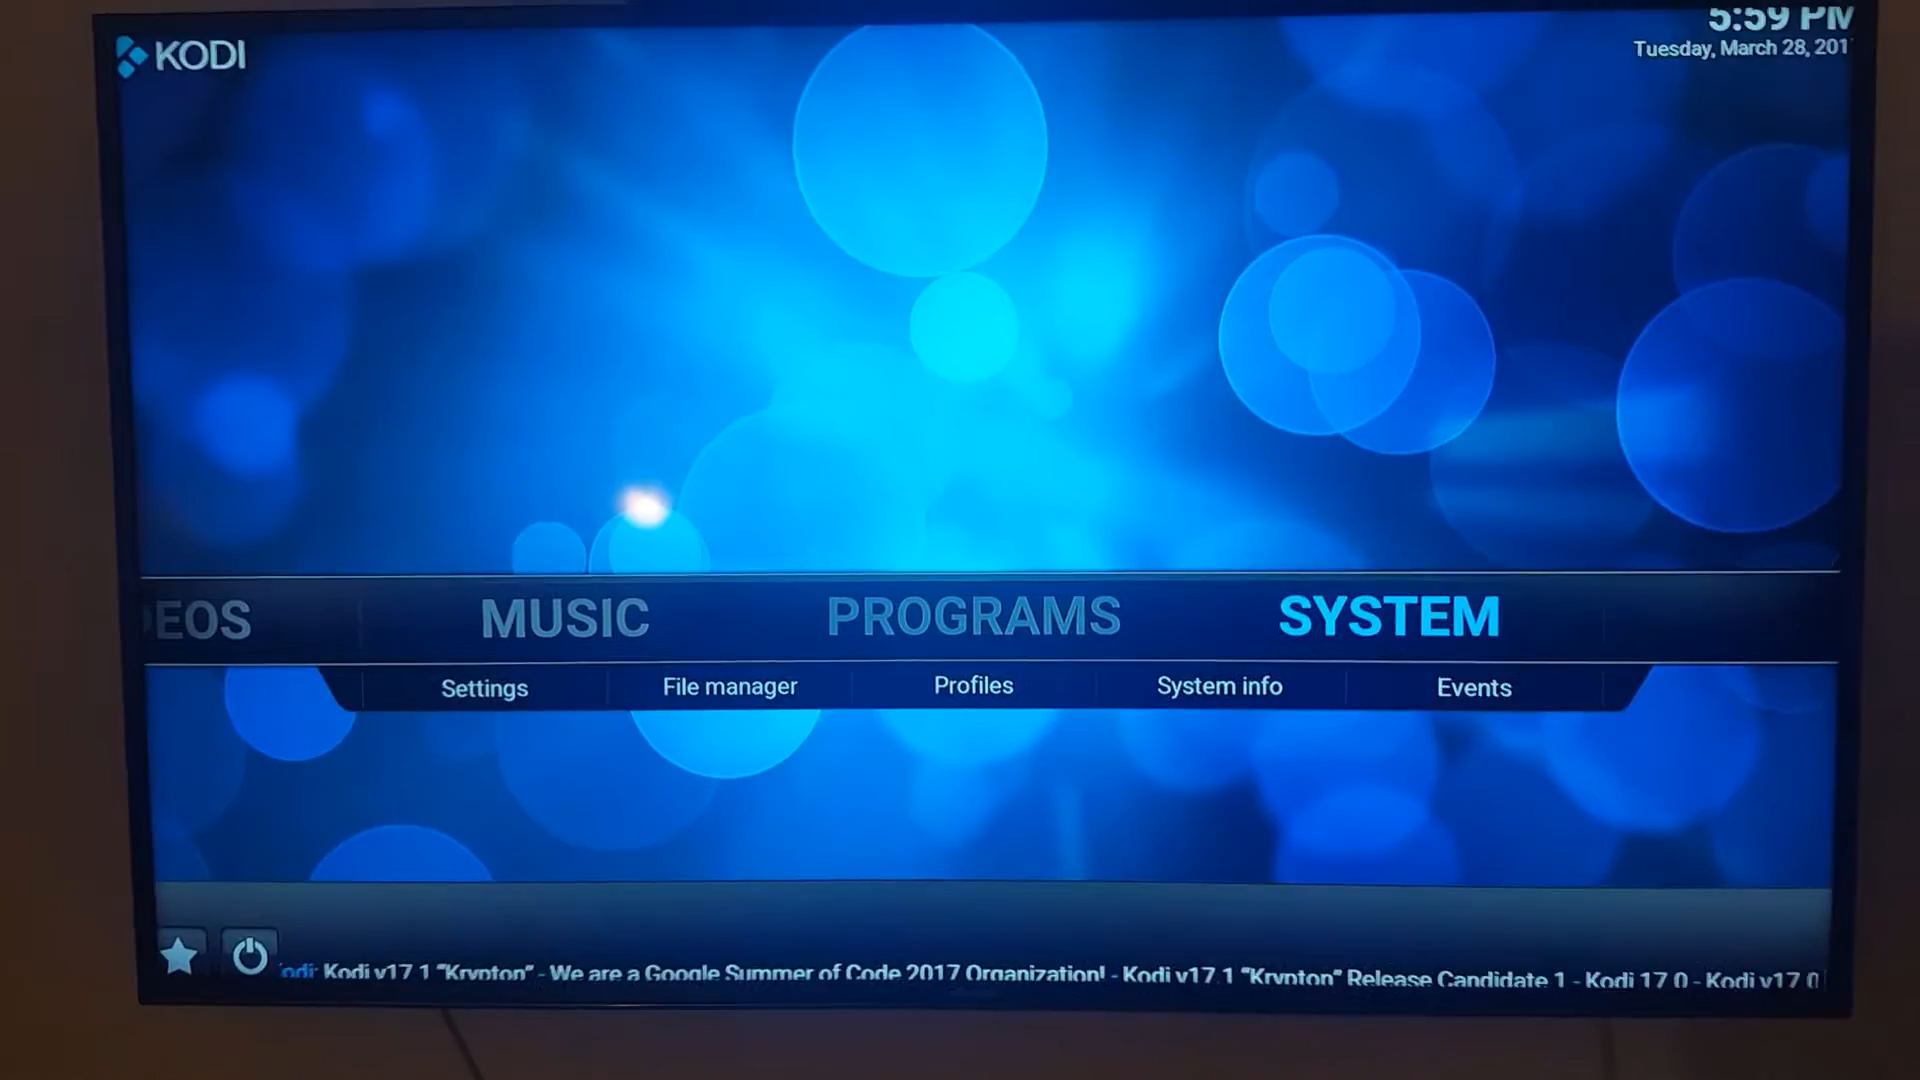 KODI
5:59 PM
Tuesday, March 28, 201
EOS MUSIC PROGRAMS SYSTEM
Settings File manager Profiles System info Events
odi: Kodi v17.1 "Krypton" - We are a Google Summer of Code 2017 Organization! - Kodi v17.1 "Krypton" Release Candidate 1 - Kodi 17.0 - Kodi v17.0